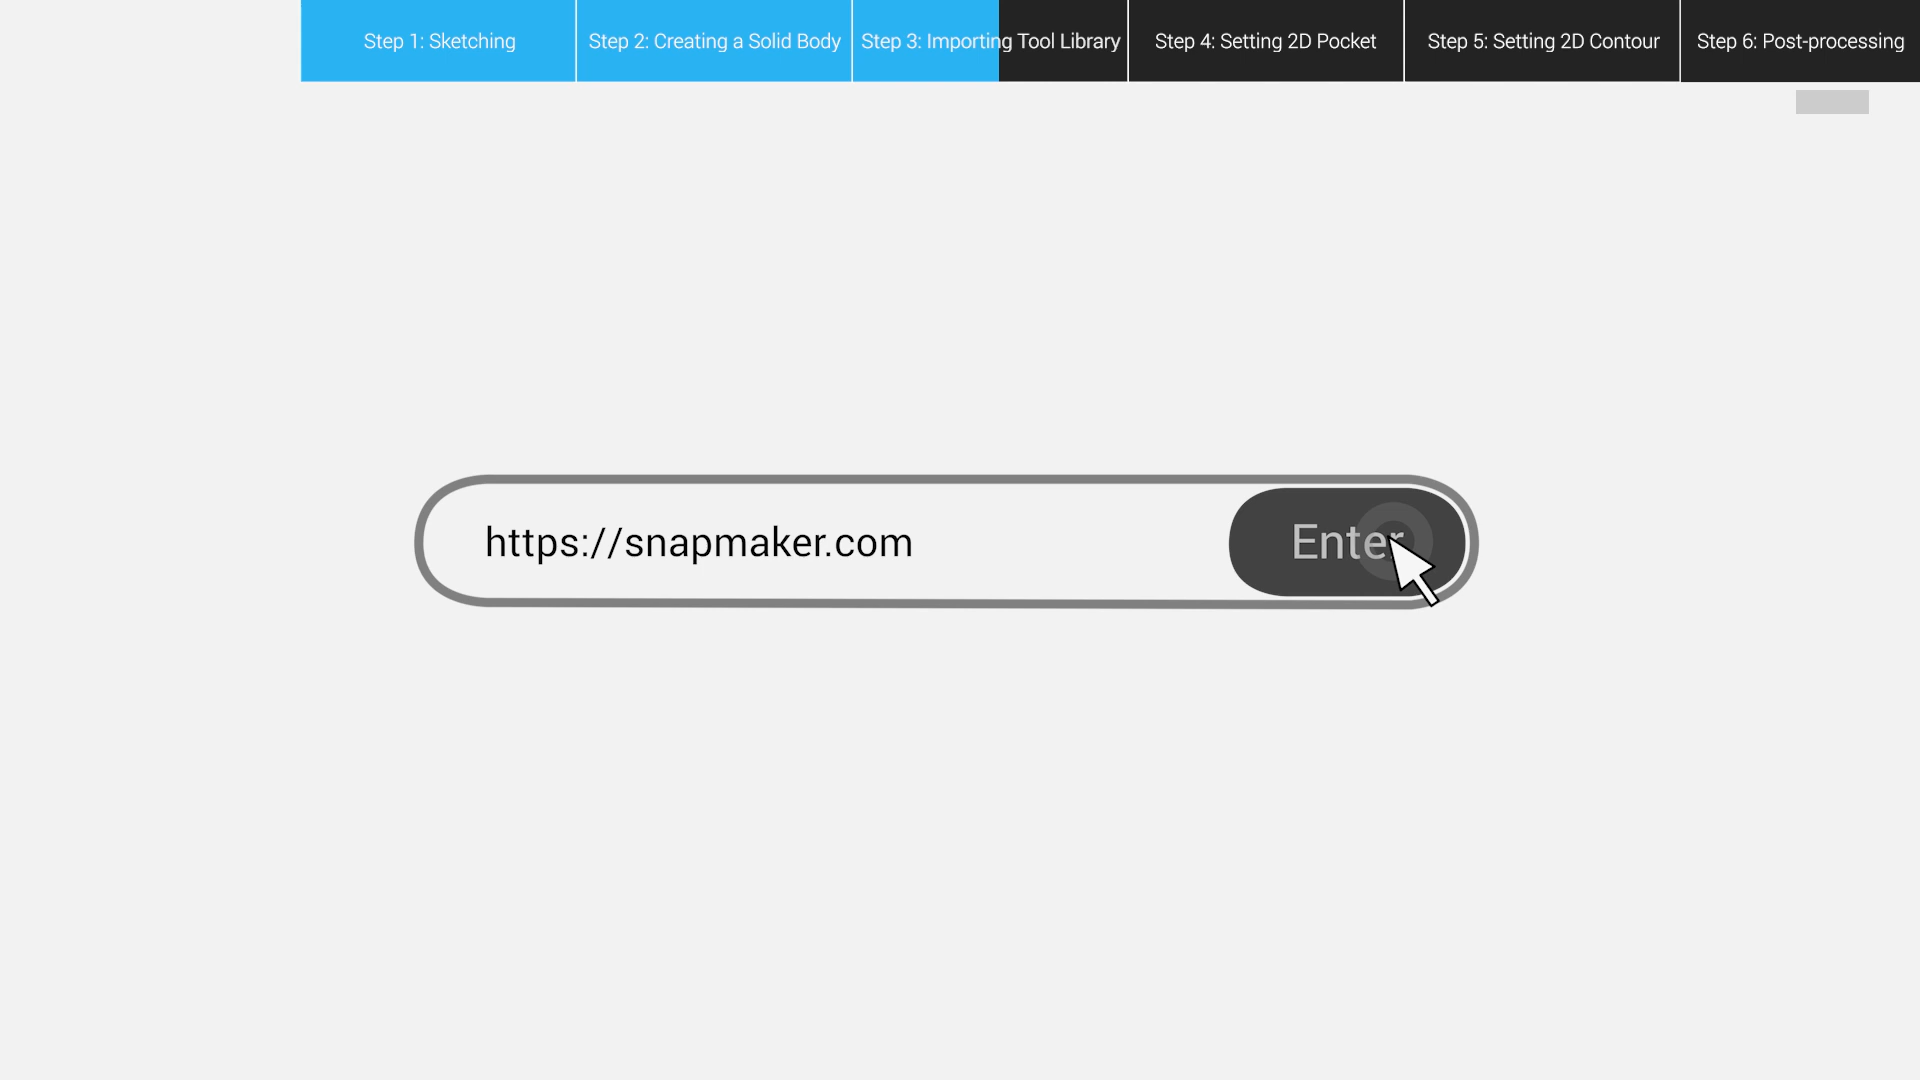 Step 1: Sketching
Step 2: Creating a Solid Body
Step 3: Importing Tool Library
Step 4: Setting 2D Pocket
Step 5: Setting 2D Contour
Step 6: Post-processing
https://snapmaker.com
Enter